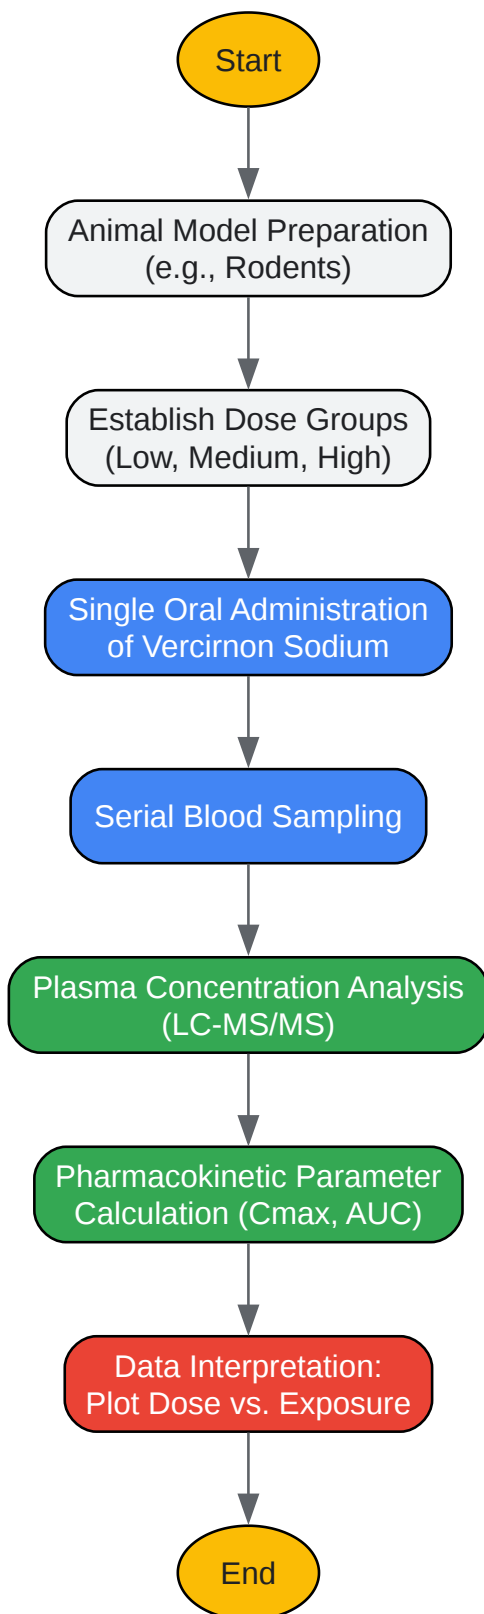 Start
Animal Model Preparation
(e.g., Rodents)
Establish Dose Groups
(Low, Medium, High)
Single Oral Administration
of Vercirnon Sodium
Serial Blood Sampling
Plasma Concentration Analysis
(LC-MS/MS)
Pharmacokinetic Parameter
Calculation (Cmax, AUC)
Data Interpretation:
Plot Dose vs. Exposure
End